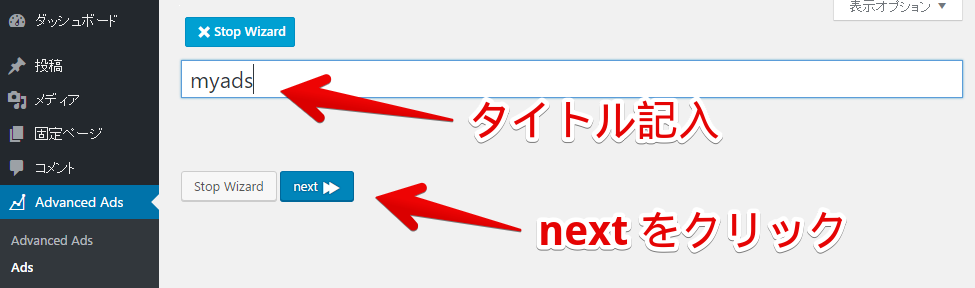 ダッシュボード
投稿
メディア
固定ページ
コメント
Advanced Ads
Advanced Ads
Ads
表示オプション ▼
✖ Stop Wizard
myads
タイトル記入
Stop Wizard
next
next をクリック